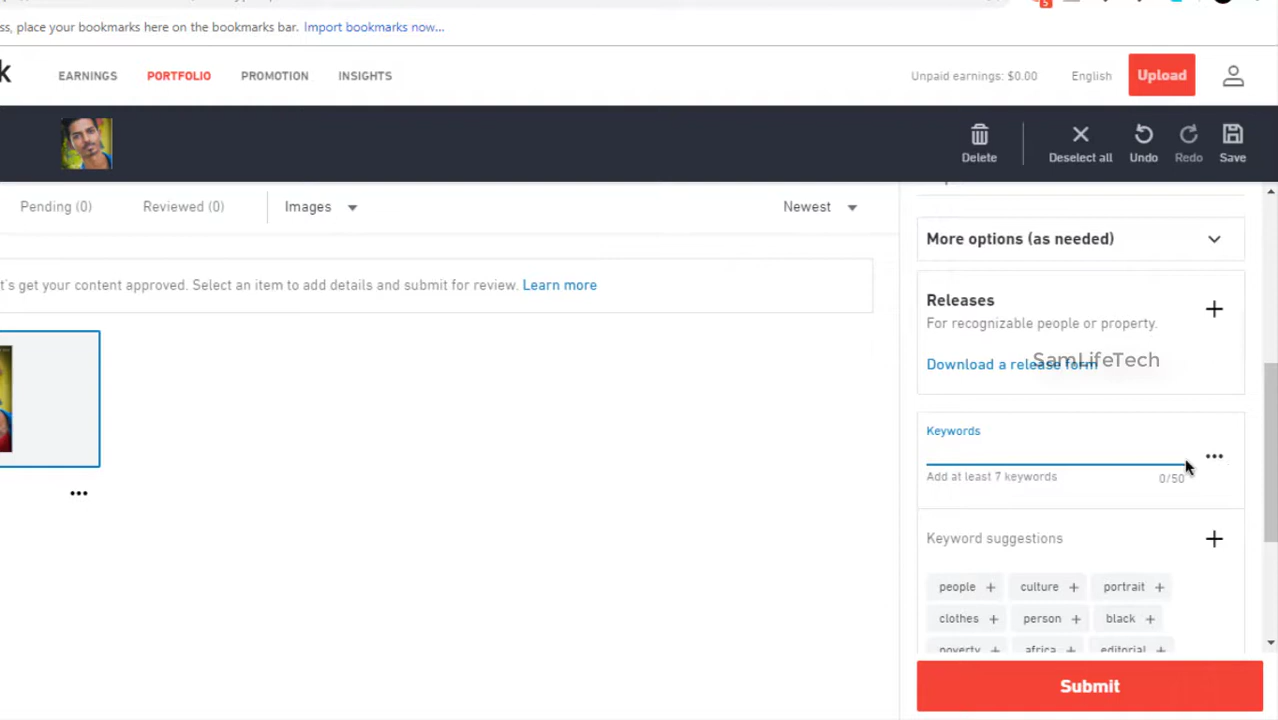 ss, place your bookmarks here on the bookmarks bar. Import bookmarks now...
k EARNINGS PORTFOLIO PROMOTION INSIGHTS Unpaid earnings: $0.00 English Upload
Delete Deselect all Undo Redo Save
Pending (0) Reviewed (0) Images Newest
More options (as needed)
t's get your content approved. Select an item to add details and submit for review. Learn more
Releases
For recognizable people or property.
SamLifeTech
Download a release form
Keywords
Add at least 7 keywords 0/50
Keyword suggestions
people + culture + portrait +
clothes + person + black +
poverty + africa + editorial +
Submit